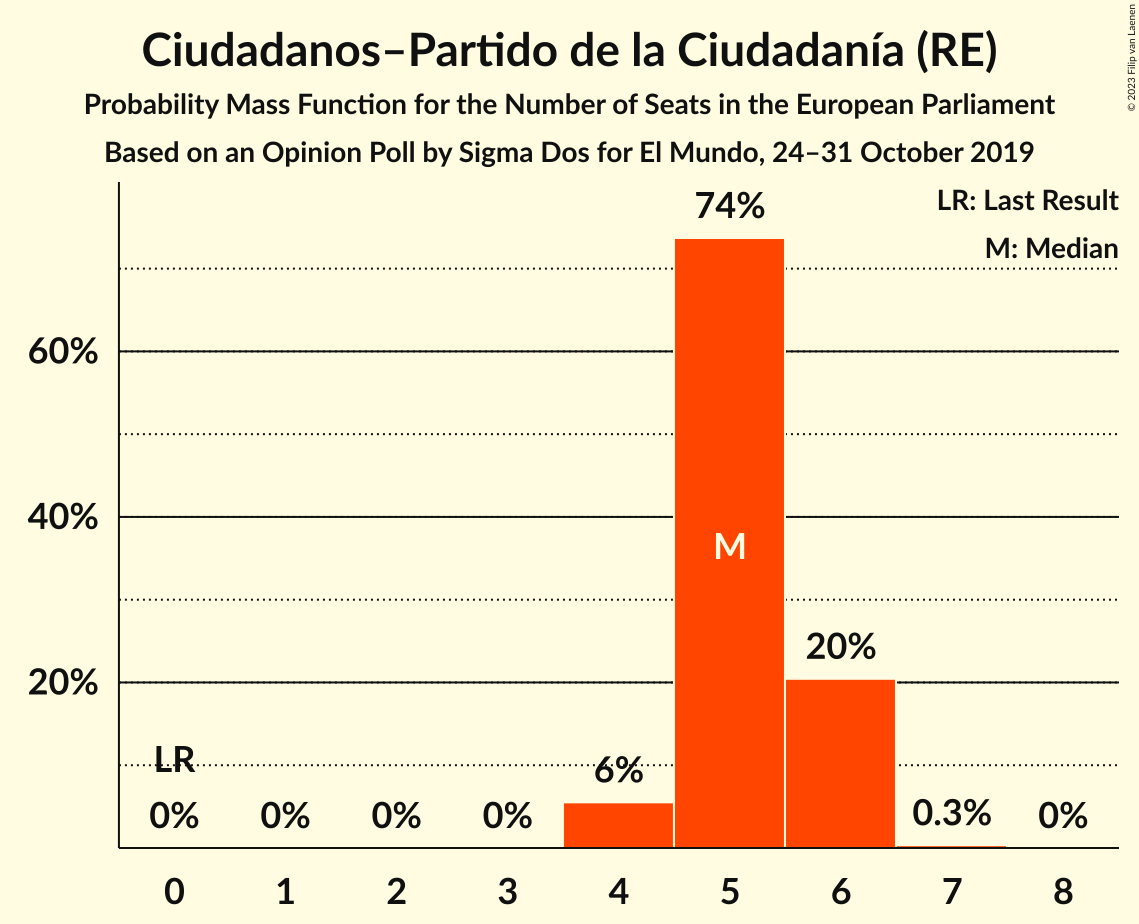 Ciudadanos–Partido de la Ciudadanía (RE)
Probability Mass Function for the Number of Seats in the European Parliament
Based on an Opinion Poll by Sigma Dos for El Mundo, 24–31 October 2019
© 2023 Filip van Laenen
LR: Last Result
M: Median
74%
60%
40%
M
20%
20%
LR
6%
0%
0%
0%
0%
0.3%
0%
0 1 2 3 4 5 6 7 8